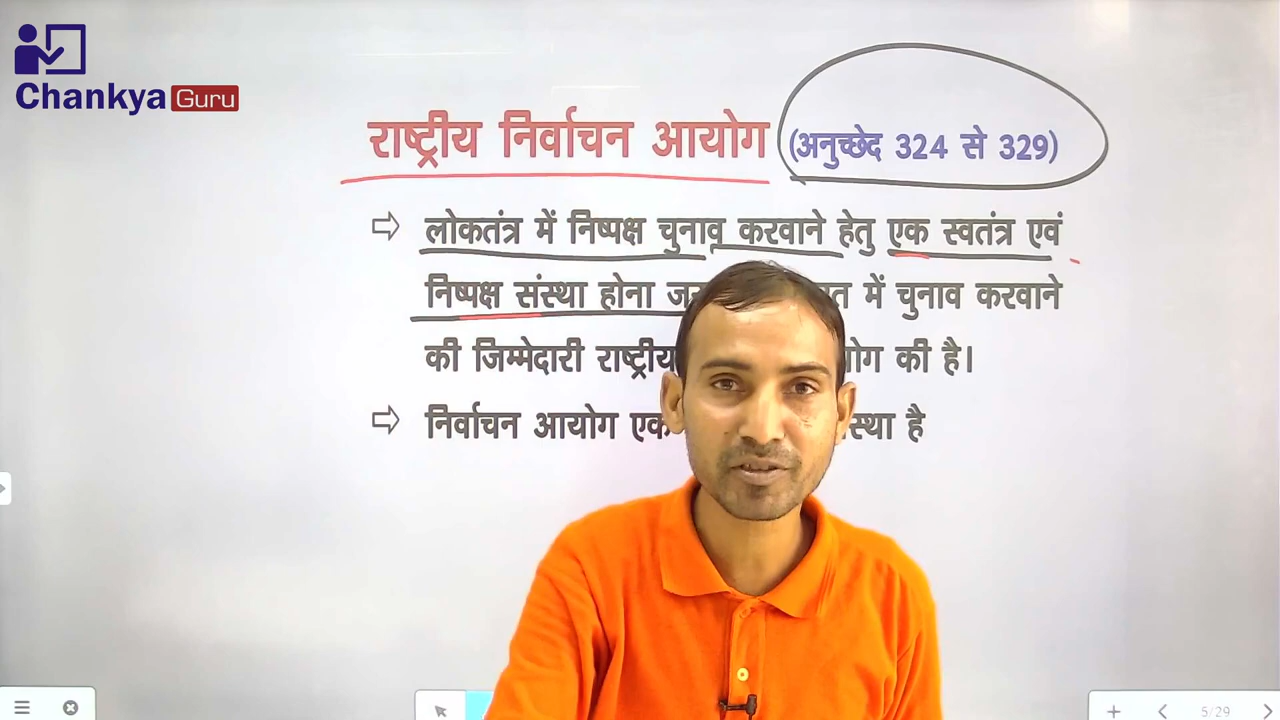 Chankya Guru
राष्ट्रीय निर्वाचन आयोग (अनुच्छेद 324 से 329)
⇨ लोकतंत्र में निष्पक्ष चुनाव करवाने हेतु एक स्वतंत्र एवं
निष्पक्ष संस्था होना में चुनाव करवाने
की जिम्मेदारी राष्ट्रीय की है।
⇨ निर्वाचन आयोग एक है
5/29